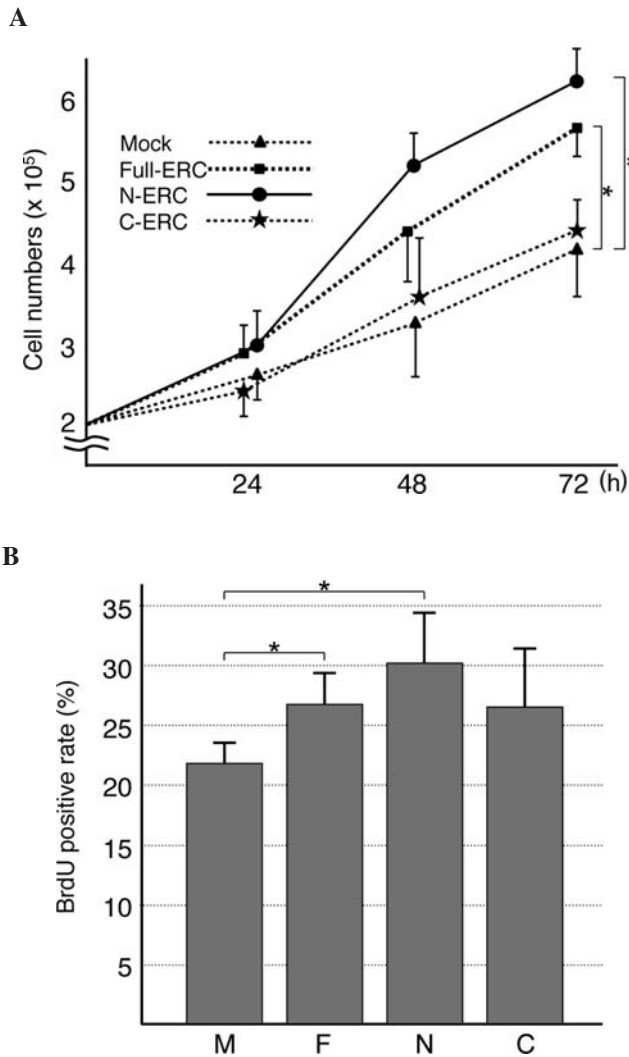 A
Cell numbers (x 10⁵)
6
5
4
3
2
Mock
Full-ERC
N-ERC
C-ERC
*
*
24 48 72 (h)
B
BrdU positive rate (%)
35
30
25
20
15
10
5
*
*
M F N C